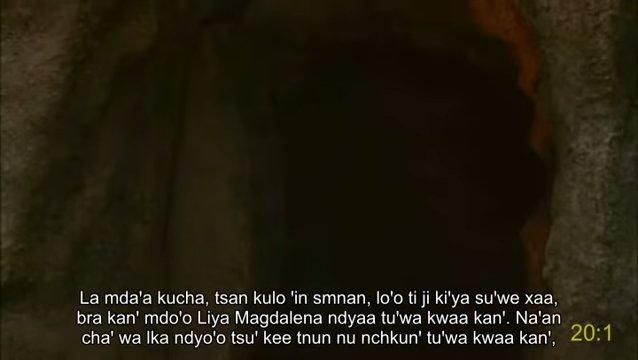 La mda'a kucha, tsan kulo 'in smnan, lo'o ti ji ki'ya su'we xaa,
bra kan' mdo'o Liya Magdalena ndyaa tu'wa kwaa kan'. Na'an
cha' wa lka ndyo'o tsu' kee tnun nu nchkun' tu'wa kwaa kan',
20:1